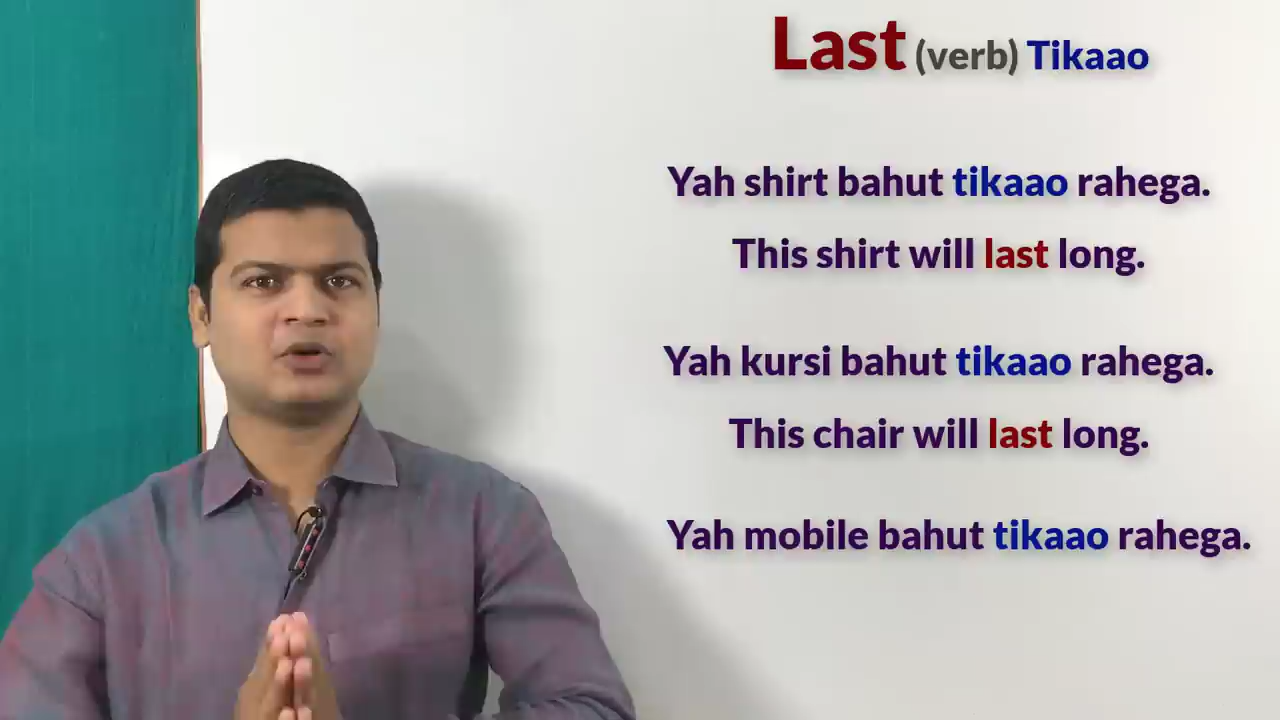 Last (verb) Tikaao
Yah shirt bahut tikaao rahega.
This shirt will last long.
Yah kursi bahut tikaao rahega.
This chair will last long.
Yah mobile bahut tikaao rahega.